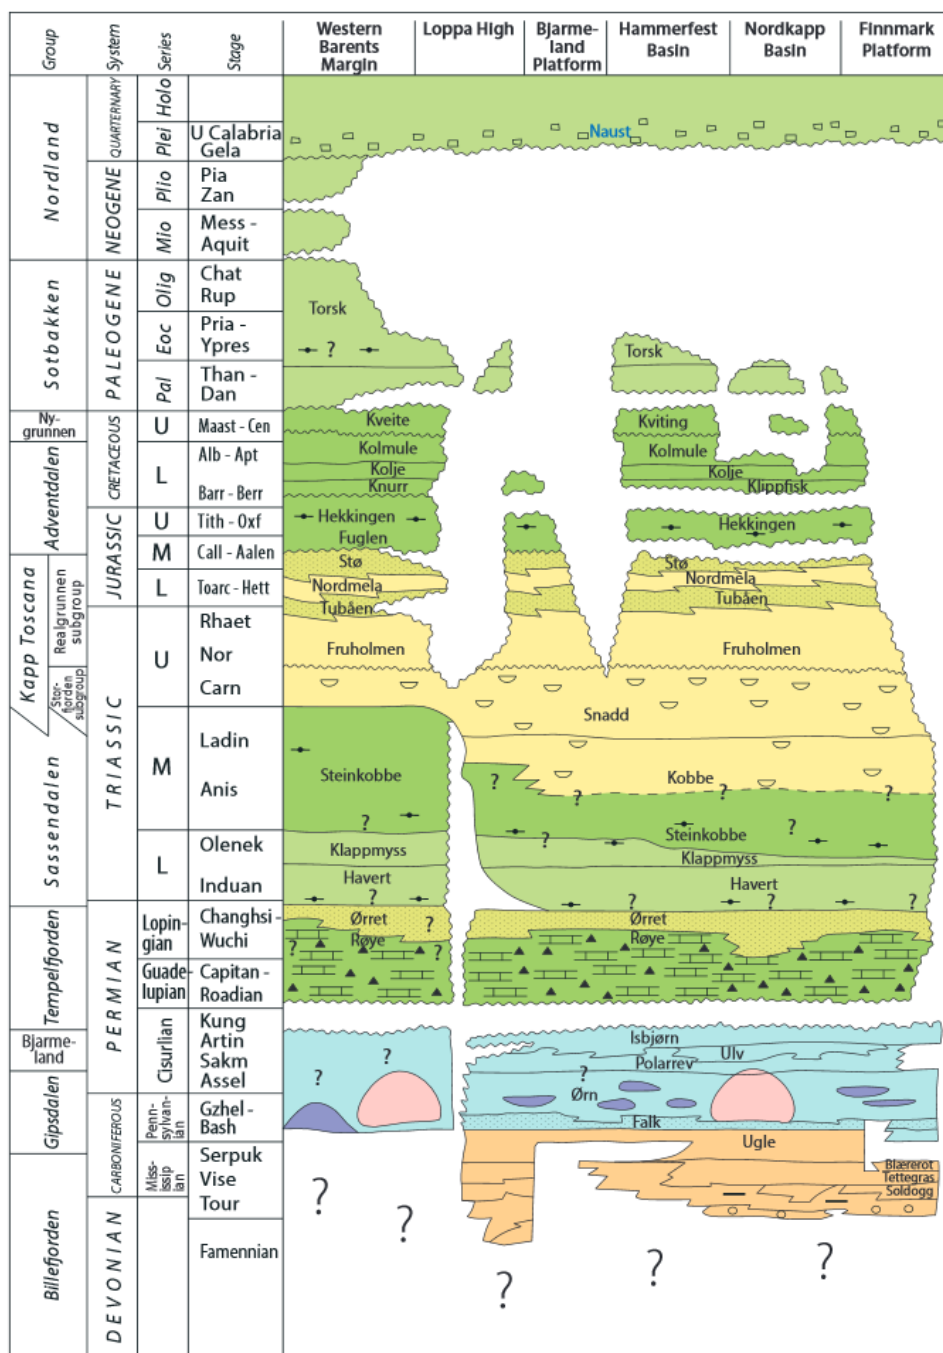 Group
System
Series
Stage
Western
Barents
Margin
Loppa High
Bjarme-
land
Platform
Hammerfest
Basin
Nordkapp
Basin
Finnmark
Platform
Nordland
Sotbakken
Ny-
grunnen
Adventdalen
Kapp Toscana
Realgrunnen
subgroup
Stor-
fjorden
subgroup
Sassendalen
Tempelfjorden
Bjarme-
land
Gipsdalen
Billefjorden
QUARTERNARY
NEOGENE
PALEOGENE
CRETACEOUS
JURASSIC
TRIASSIC
PERMIAN
CARBONIFEROUS
DEVONIAN
Holo
Plei
Plio
Mio
Olig
Eoc
Pal
U
L
U
M
L
U
M
L
Lopin-
gian
Guade-
lupian
Cisurlian
Penn-
sylvan-
ian
Miss-
issip
ian
U Calabria
Gela
Pia
Zan
Mess -
Aquit
Chat
Rup
Pria -
Ypres
Than -
Dan
Maast - Cen
Alb - Apt
Barr - Berr
Tith - Oxf
Call - Aalen
Toarc - Hett
Rhaet
Nor
Carn
Ladin
Anis
Olenek
Induan
Changhsi -
Wuchi
Capitan -
Roadian
Kung
Artin
Sakm
Assel
Gzhel -
Bash
Serpuk
Vise
Tour
Famennian
Naust
Torsk
?
Torsk
Kveite
Kviting
Kolmule
Kolmule
Kolje
Kolje
Knurr
Klippfisk
Hekkingen
Hekkingen
Fuglen
Stø
Stø
Nordmela
Nordmela
Tubåen
Tubåen
Fruholmen
Fruholmen
Snadd
Steinkobbe
?
Kobbe
? ? ?
? ? ?
Steinkobbe
Klappmyss
Klappmyss
Havert
Havert
? ? ? ?
Ørret
?
Ørret
Røye
Røye
? ? ?
Isbjørn
Ulv
Polarrev
? ? ?
Ørn
Falk
Ugle
Blærerot
Tettegras
Soldogg
? ? ? ? ?